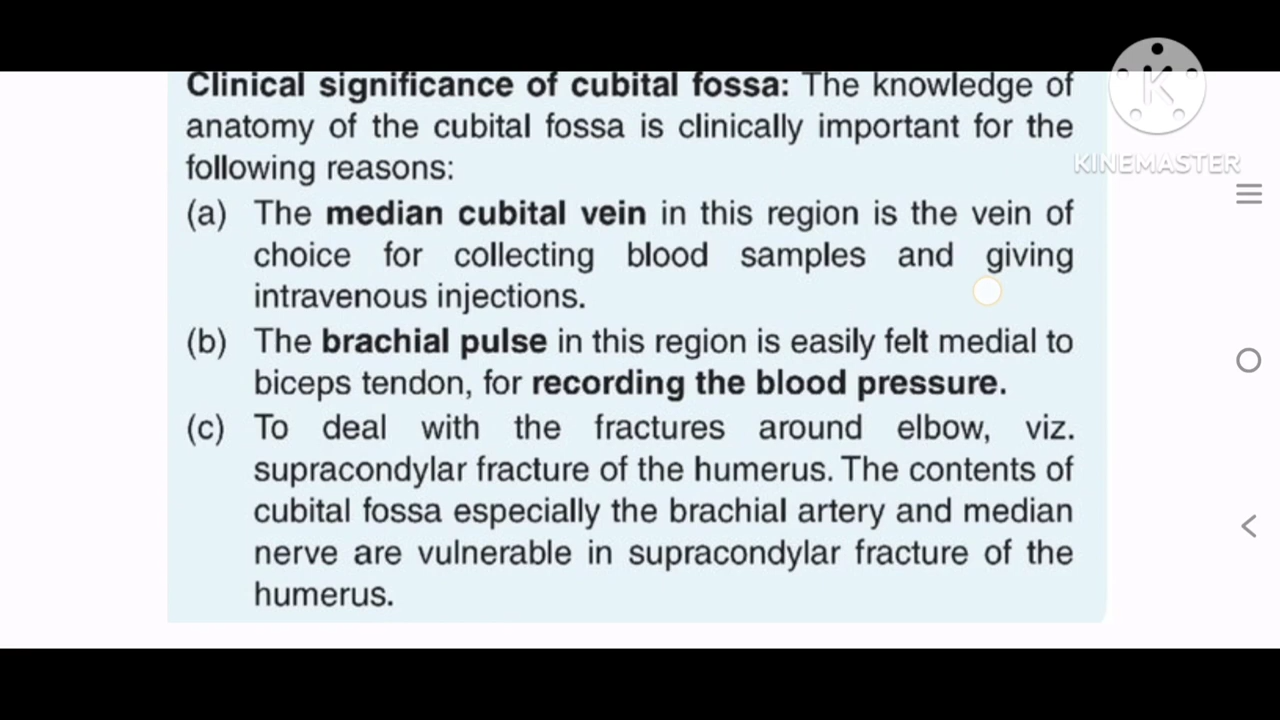 Clinical significance of cubital fossa: The knowledge of
anatomy of the cubital fossa is clinically important for the
following reasons:
(a) The median cubital vein in this region is the vein of
choice for collecting blood samples and giving
intravenous injections.
(b) The brachial pulse in this region is easily felt medial to
biceps tendon, for recording the blood pressure.
(c) To deal with the fractures around elbow, viz.
supracondylar fracture of the humerus. The contents of
cubital fossa especially the brachial artery and median
nerve are vulnerable in supracondylar fracture of the
humerus.
K
KINEMASTER